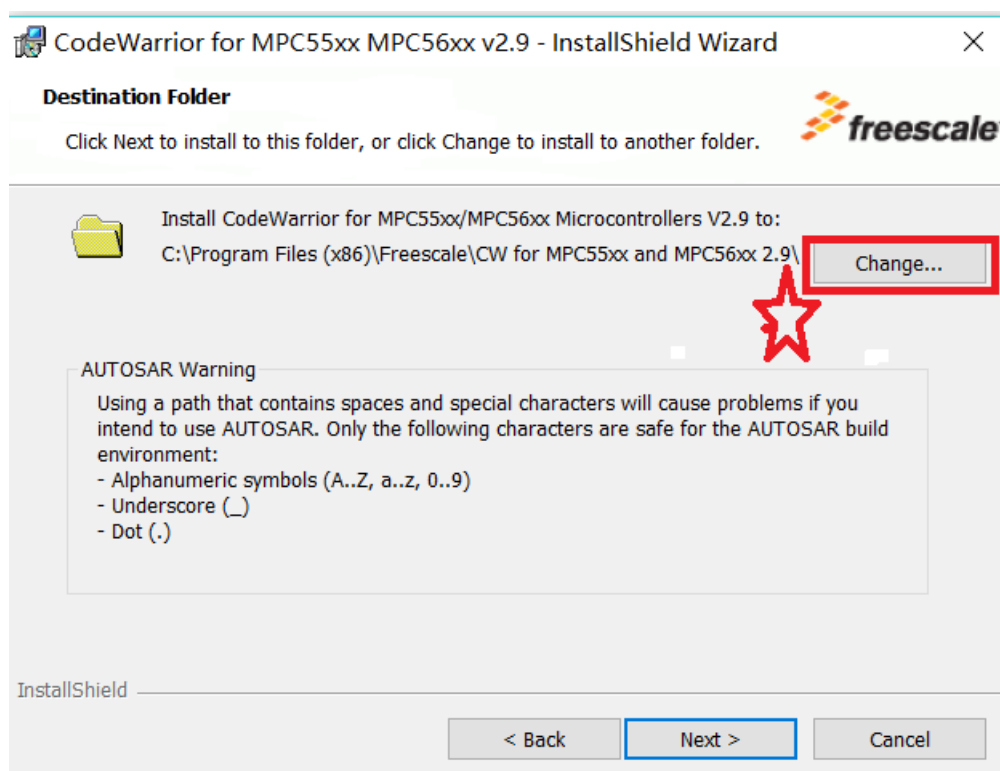 CodeWarrior for MPC55xx MPC56xx v2.9 - InstallShield Wizard
Destination Folder
Click Next to install to this folder, or click Change to install to another folder.
freescale
Install CodeWarrior for MPC55xx/MPC56xx Microcontrollers V2.9 to:
C:\Program Files (x86)\Freescale\CW for MPC55xx and MPC56xx 2.9\
Change...
AUTOSAR Warning
Using a path that contains spaces and special characters will cause problems if you
intend to use AUTOSAR. Only the following characters are safe for the AUTOSAR build
environment:
- Alphanumeric symbols (A..Z, a..z, 0..9)
- Underscore (_)
- Dot (.)
InstallShield
< Back
Next >
Cancel